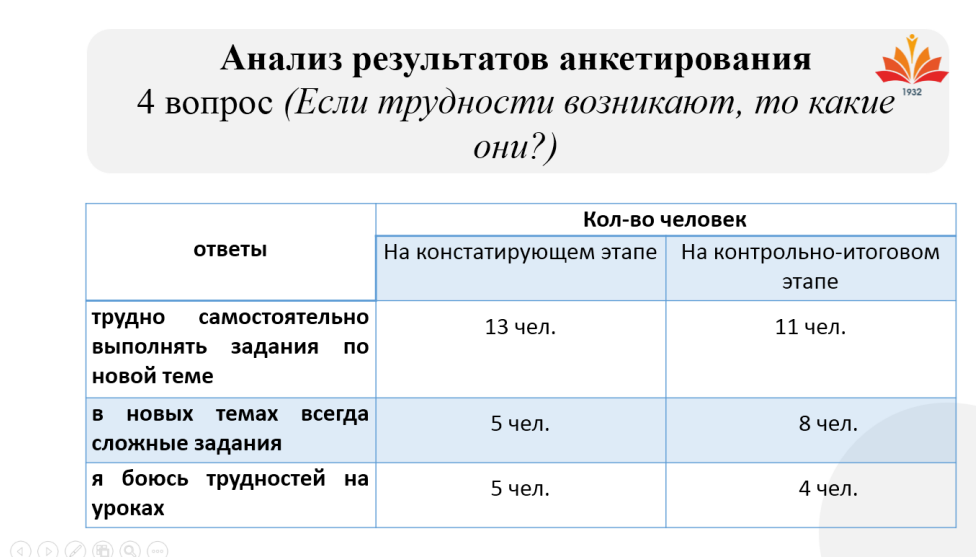 Анализ результатов анкетирования
4 вопрос (Если трудности возникают, то какие
они?)
1932
ответы
Кол-во человек
На констатирующем этапе
На контрольно-итоговом
этапе
трудно самостоятельно
выполнять задания по
новой теме
13 чел.
11 чел.
в новых темах всегда
сложные задания
5 чел.
8 чел.
я боюсь трудностей на
уроках
5 чел.
4 чел.